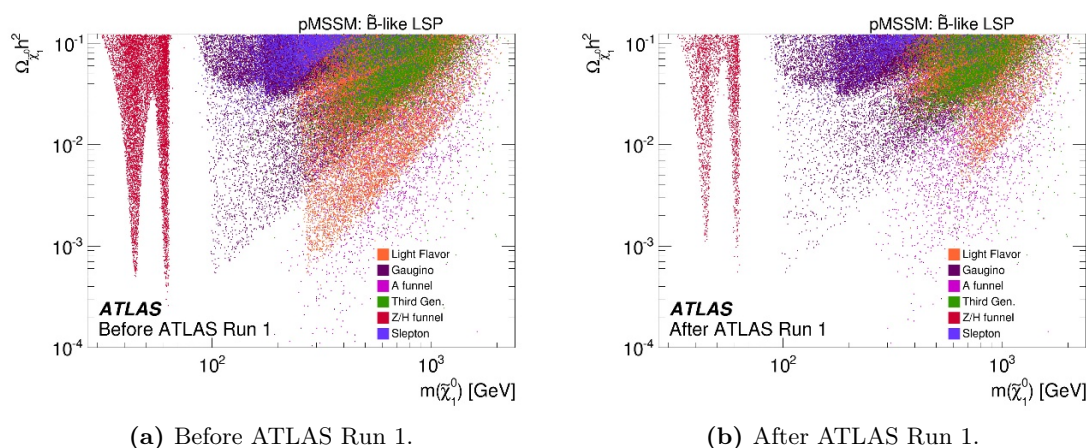 pMSSM: B̃-like LSP
Ω_χ̃₁⁰ h²
10⁻¹
10⁻²
10⁻³
10⁻⁴
Light Flavor
Gaugino
A funnel
Third Gen.
Z/H funnel
Slepton
ATLAS
Before ATLAS Run 1
10²
10³
m(χ̃₁⁰) [GeV]
(a) Before ATLAS Run 1.
pMSSM: B̃-like LSP
Ω_χ̃₁⁰ h²
10⁻¹
10⁻²
10⁻³
10⁻⁴
Light Flavor
Gaugino
A funnel
Third Gen.
Z/H funnel
Slepton
ATLAS
After ATLAS Run 1
10²
10³
m(χ̃₁⁰) [GeV]
(b) After ATLAS Run 1.